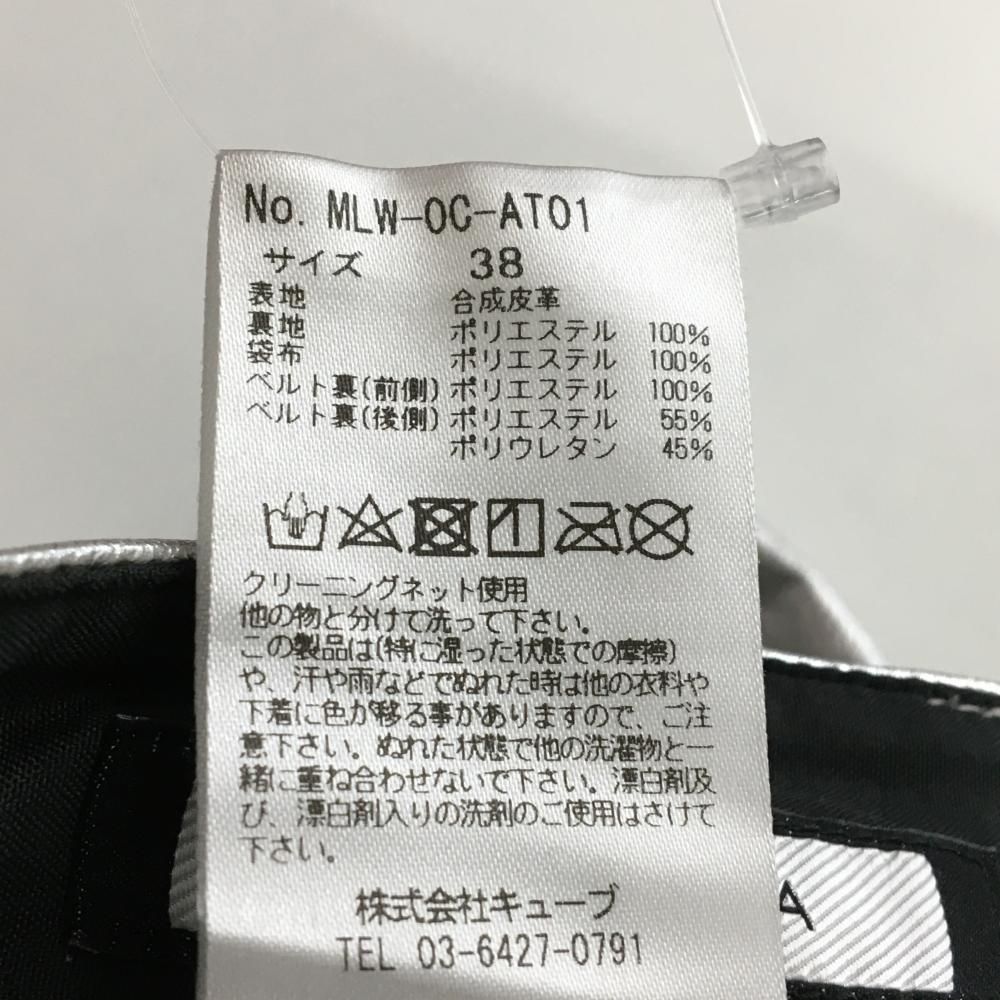 No. MLW-0C-AT01
サイズ 38
表地 合成皮革
裏地 ポリエステル 100%
袋布 ポリエステル 100%
ベルト裏(前側) ポリエステル 100%
ベルト裏(後側) ポリエステル 55%
ポリウレタン 45%
クリーニングネット使用
他の物と分けて洗って下さい。
この製品は(特に湿った状態での摩擦)
や、汗や雨などでぬれた時は他の衣料や
下着に色が移る事がありますので、ご注
意下さい。ぬれた状態で他の洗濯物と一
緒に重ね合わせないで下さい。漂白剤及
び、漂白剤入りの洗剤のご使用はさけて
下さい。
株式会社キューブ
TEL 03-6427-0791
A